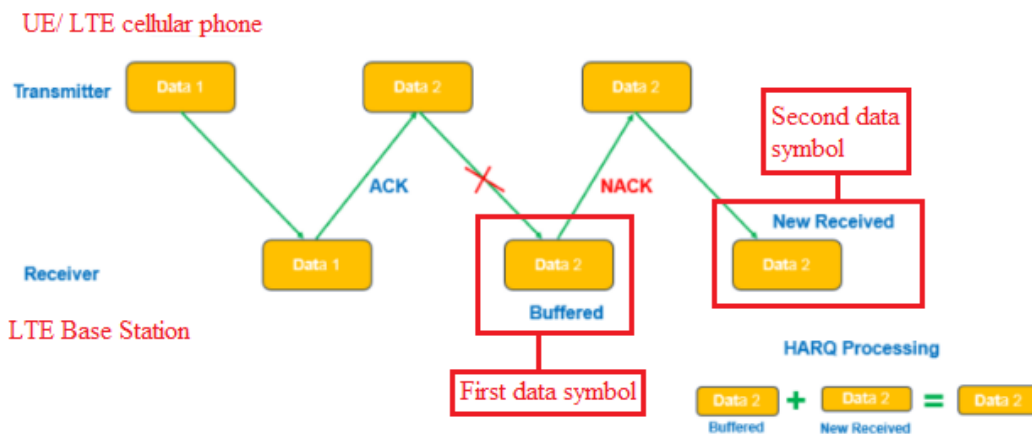 UE/ LTE cellular phone
Transmitter
Data 1
Data 2
Data 2
Second data
symbol
ACK
NACK
New Received
Receiver
Data 1
Data 2
Data 2
Buffered
LTE Base Station
First data symbol
HARQ Processing
Data 2 + Data 2 = Data 2
Buffered
New Received